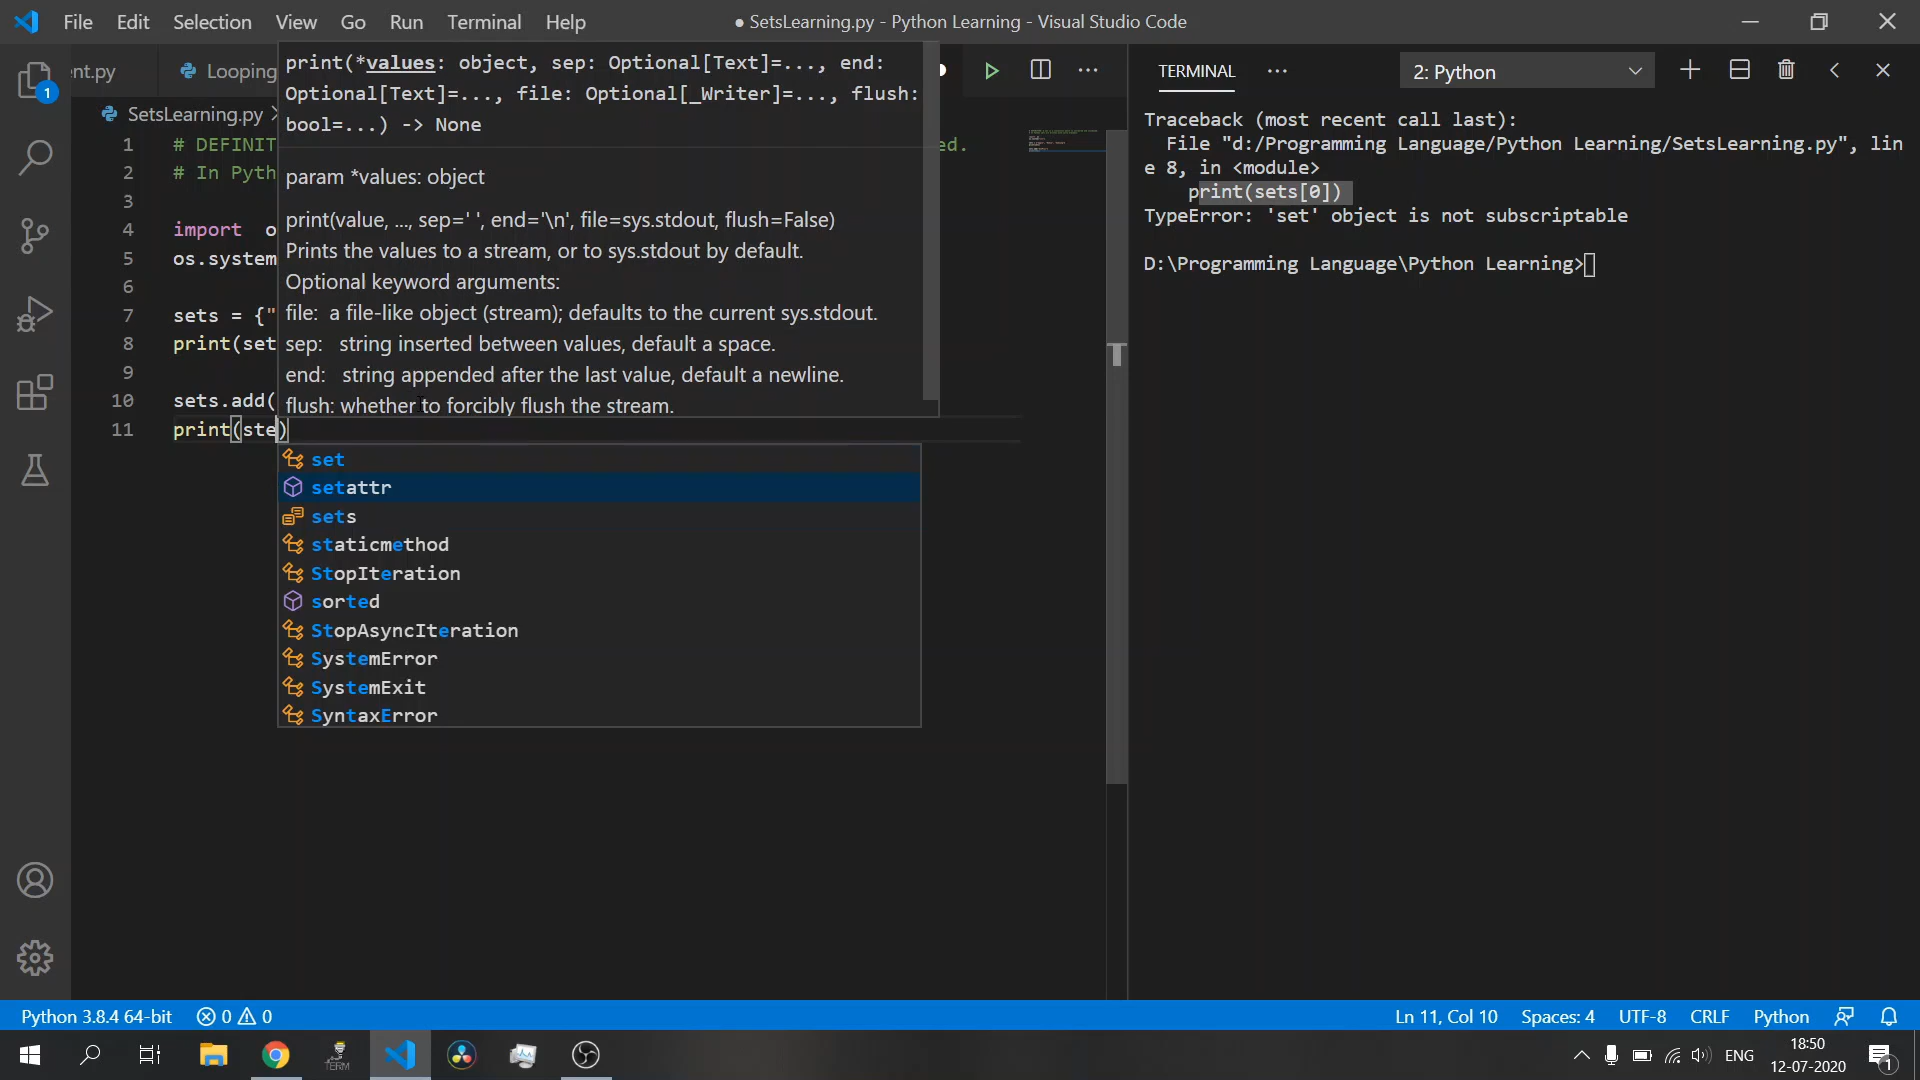 File Edit Selection View Go Run Terminal Help
● SetsLearning.py - Python Learning - Visual Studio Code
nt.py
Looping
SetsLearning.py >
1 # DEFINIT
ed.
2 # In Pyth
3
4 import o
5 os.system
6
7 sets = {"
8 print(set
9
10 sets.add(
11 print(ste)
print(*values: object, sep: Optional[Text]=..., end:
Optional[Text]=..., file: Optional[_Writer]=..., flush:
bool=...) -> None
param *values: object
print(value, ..., sep=' ', end='\n', file=sys.stdout, flush=False)
Prints the values to a stream, or to sys.stdout by default.
Optional keyword arguments:
file: a file-like object (stream); defaults to the current sys.stdout.
sep: string inserted between values, default a space.
end: string appended after the last value, default a newline.
flush: whether to forcibly flush the stream.
set
setattr
sets
staticmethod
StopIteration
sorted
StopAsyncIteration
SystemError
SystemExit
SyntaxError
TERMINAL ...
2: Python
Traceback (most recent call last):
File "d:/Programming Language/Python Learning/SetsLearning.py", lin
e 8, in <module>
print(sets[0])
TypeError: 'set' object is not subscriptable
D:\Programming Language\Python Learning>
1
Python 3.8.4 64-bit 0 0
Ln 11, Col 10 Spaces: 4 UTF-8 CRLF Python
TERM
ENG
18:50
12-07-2020
1